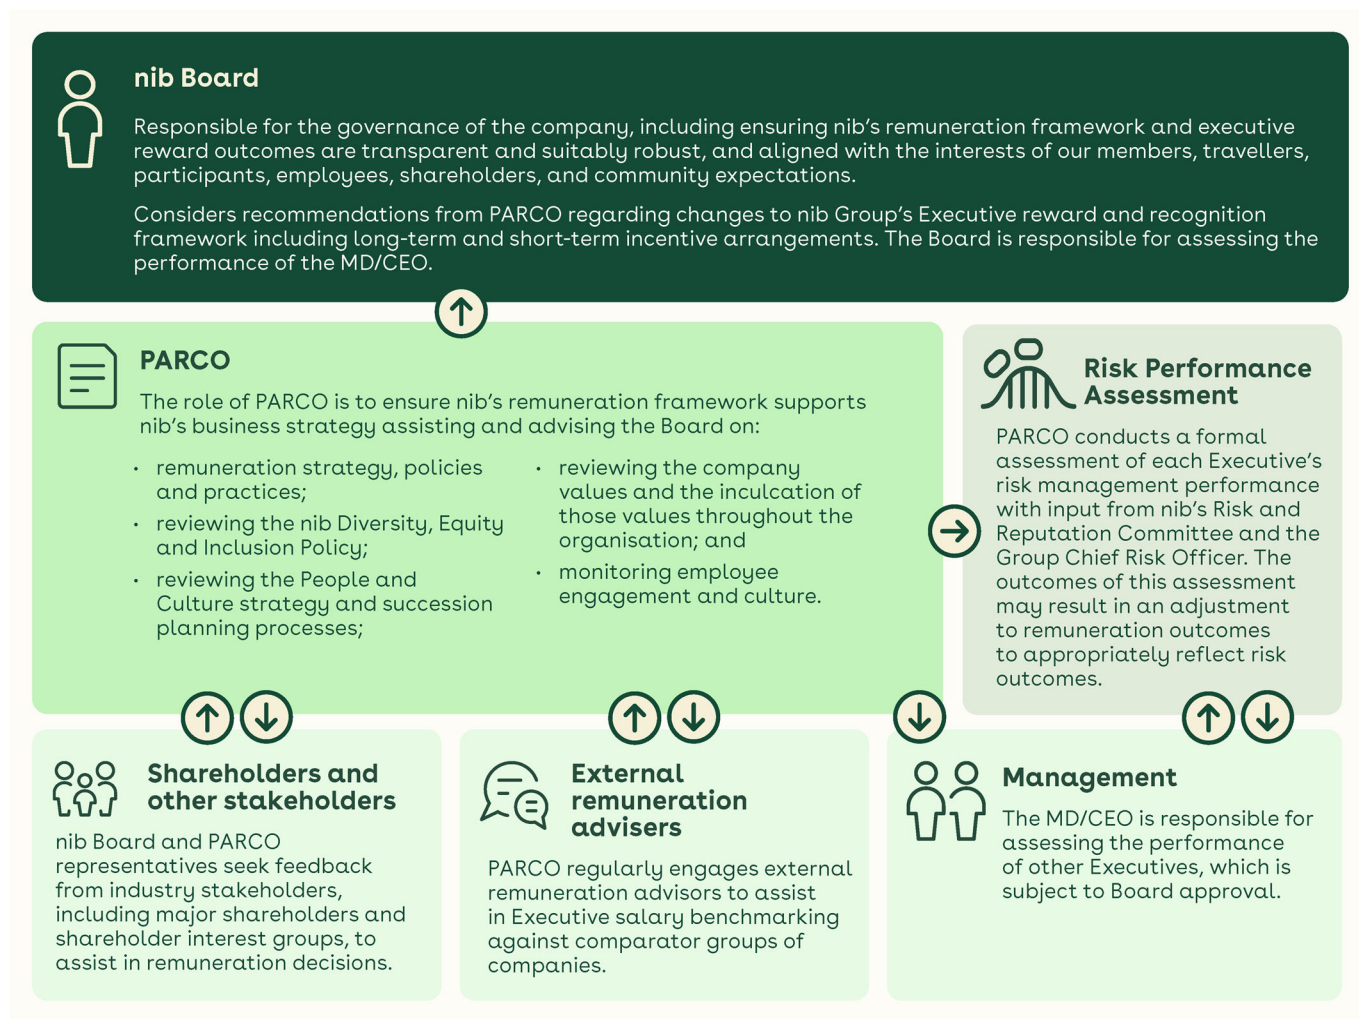 nib Board
Responsible for the governance of the company, including ensuring nib’s remuneration framework and executive
reward outcomes are transparent and suitably robust, and aligned with the interests of our members, travellers,
participants, employees, shareholders, and community expectations.
Considers recommendations from PARCO regarding changes to nib Group’s Executive reward and recognition
framework including long-term and short-term incentive arrangements. The Board is responsible for assessing the
performance of the MD/CEO.
PARCO
The role of PARCO is to ensure nib’s remuneration framework supports
nib’s business strategy assisting and advising the Board on:
• remuneration strategy, policies
and practices;
• reviewing the nib Diversity, Equity
and Inclusion Policy;
• reviewing the People and
Culture strategy and succession
planning processes;
• reviewing the company
values and the inculcation of
those values throughout the
organisation; and
• monitoring employee
engagement and culture.
Risk Performance
Assessment
PARCO conducts a formal
assessment of each Executive’s
risk management performance
with input from nib’s Risk and
Reputation Committee and the
Group Chief Risk Officer. The
outcomes of this assessment
may result in an adjustment
to remuneration outcomes
to appropriately reflect risk
outcomes.
Shareholders and
other stakeholders
nib Board and PARCO
representatives seek feedback
from industry stakeholders,
including major shareholders and
shareholder interest groups, to
assist in remuneration decisions.
External
remuneration
advisers
PARCO regularly engages external
remuneration advisors to assist
in Executive salary benchmarking
against comparator groups of
companies.
Management
The MD/CEO is responsible for
assessing the performance
of other Executives, which is
subject to Board approval.